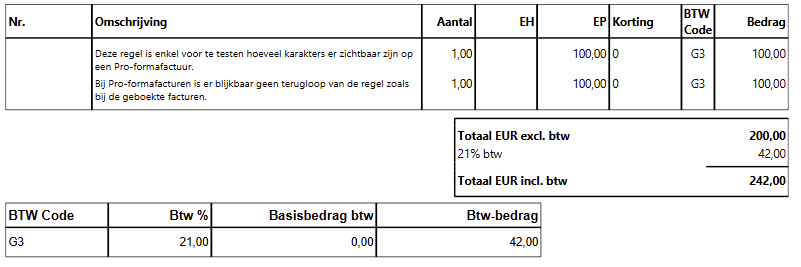 Nr. Omschrijving Aantal EH EP Korting BTW Code Bedrag
Deze regel is enkel voor te testen hoeveel karakters er zichtbaar zijn op 1,00 100,00 0 G3 100,00
een Pro-formafactuur.
Bij Pro-formafacturen is er blijkbaar geen terugloop van de regel zoals 1,00 100,00 0 G3 100,00
bij de geboekte facturen.
Totaal EUR excl. btw 200,00
21% btw 42,00
Totaal EUR incl. btw 242,00
BTW Code Btw % Basisbedrag btw Btw-bedrag
G3 21,00 0,00 42,00